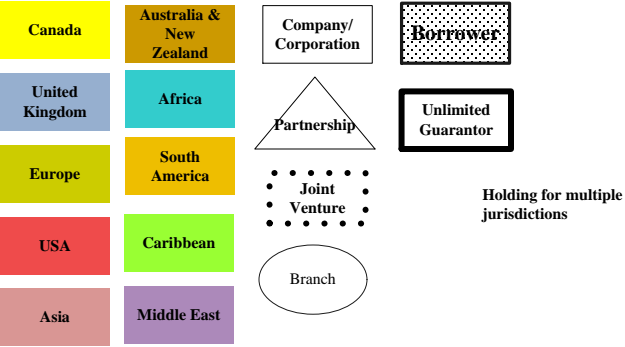 Canada
United
Kingdom
Europe
USA
Asia
Australia &
New
Zealand
Africa
South
America
Caribbean
Middle East
Company/
Corporation
Partnership
Joint
Venture
Branch
Borrower
Unlimited
Guarantor
Holding for multiple
jurisdictions